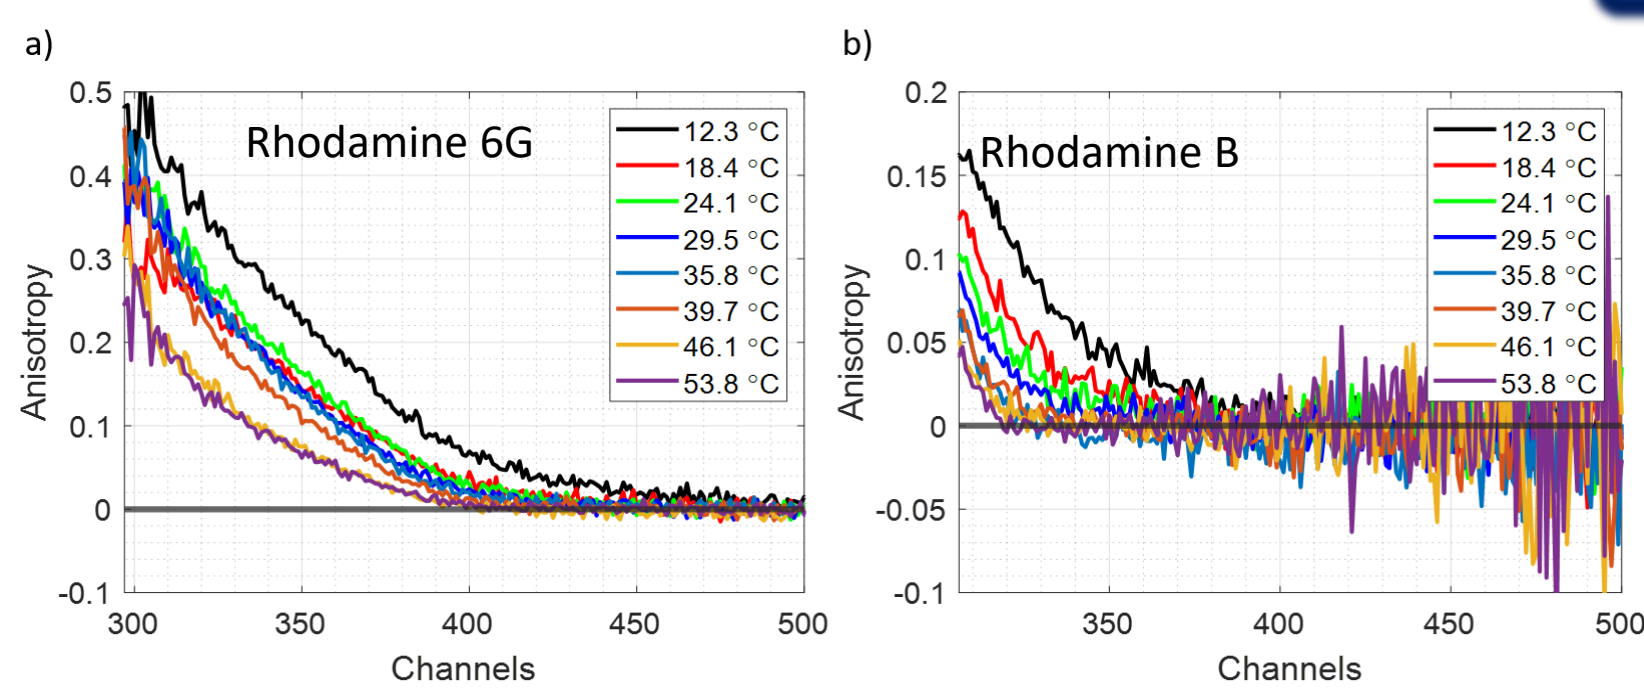 a)
Rhodamine 6G
0.5
0.4
0.3
0.2
0.1
0
-0.1
Anisotropy
300 350 400 450 500
Channels
12.3 °C
18.4 °C
24.1 °C
29.5 °C
35.8 °C
39.7 °C
46.1 °C
53.8 °C
b)
Rhodamine B
0.2
0.15
0.1
0.05
0
-0.05
-0.1
Anisotropy
350 400 450 500
Channels
12.3 °C
18.4 °C
24.1 °C
29.5 °C
35.8 °C
39.7 °C
46.1 °C
53.8 °C